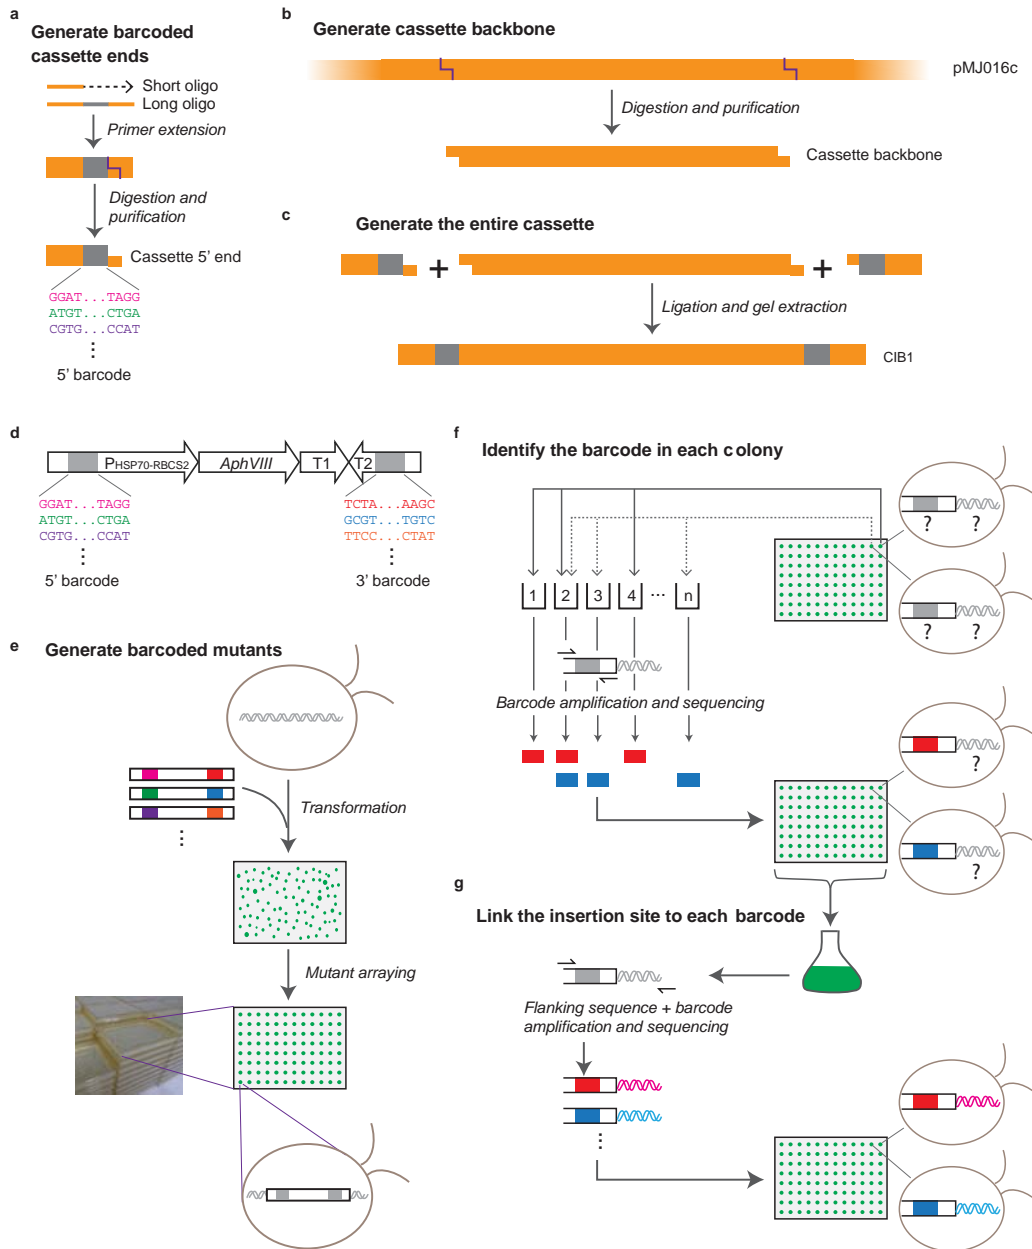 a
Generate barcoded
cassette ends
Short oligo
Long oligo
Primer extension
Digestion and
purification
Cassette 5' end
GGAT...TAGG
ATGT...CTGA
CGTG...CCAT
⋮
5' barcode
b
Generate cassette backbone
pMJ016c
Digestion and purification
Cassette backbone
c
Generate the entire cassette
+ +
Ligation and gel extraction
CIB1
d
PHSP70-RBCS2 AphVIII T1 T2
GGAT...TAGG TCTA...AAGC
ATGT...CTGA GCGT...TGTC
CGTG...CCAT TTCC...CTAT
⋮ ⋮
5' barcode 3' barcode
e
Generate barcoded mutants
Transformation
⋮
Mutant arraying
f
Identify the barcode in each colony
? ?
1 2 3 4 ... n
? ?
Barcode amplification and sequencing
?
?
g
Link the insertion site to each barcode
Flanking sequence + barcode
amplification and sequencing
⋮